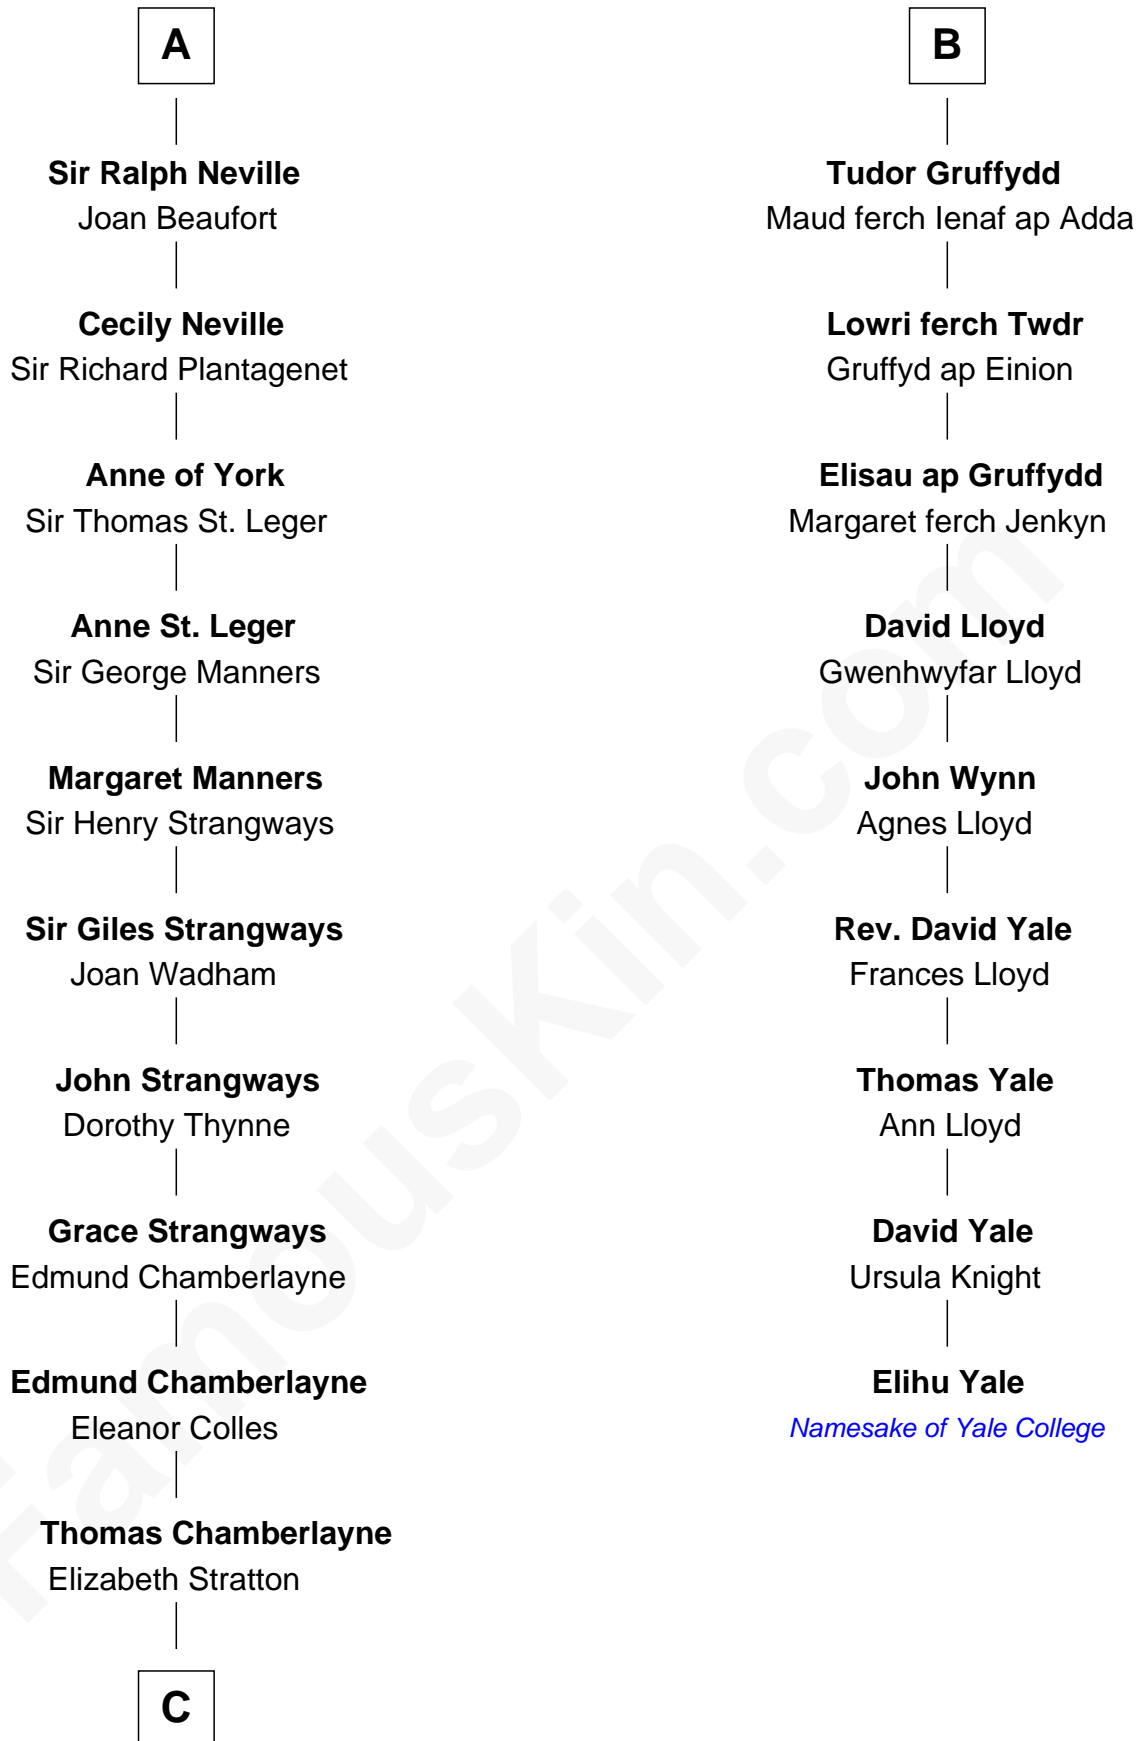 A
Sir Ralph Neville
Joan Beaufort
Cecily Neville
Sir Richard Plantagenet
Anne of York
Sir Thomas St. Leger
Anne St. Leger
Sir George Manners
Margaret Manners
Sir Henry Strangways
Sir Giles Strangways
Joan Wadham
John Strangways
Dorothy Thynne
Grace Strangways
Edmund Chamberlayne
Edmund Chamberlayne
Eleanor Colles
Thomas Chamberlayne
Elizabeth Stratton
C
B
Tudor Gruffydd
Maud ferch Ienaf ap Adda
Lowri ferch Twdr
Gruffyd ap Einion
Elisau ap Gruffydd
Margaret ferch Jenkyn
David Lloyd
Gwenhwyfar Lloyd
John Wynn
Agnes Lloyd
Rev. David Yale
Frances Lloyd
Thomas Yale
Ann Lloyd
David Yale
Ursula Knight
Elihu Yale
Namesake of Yale College
FamousKin.com